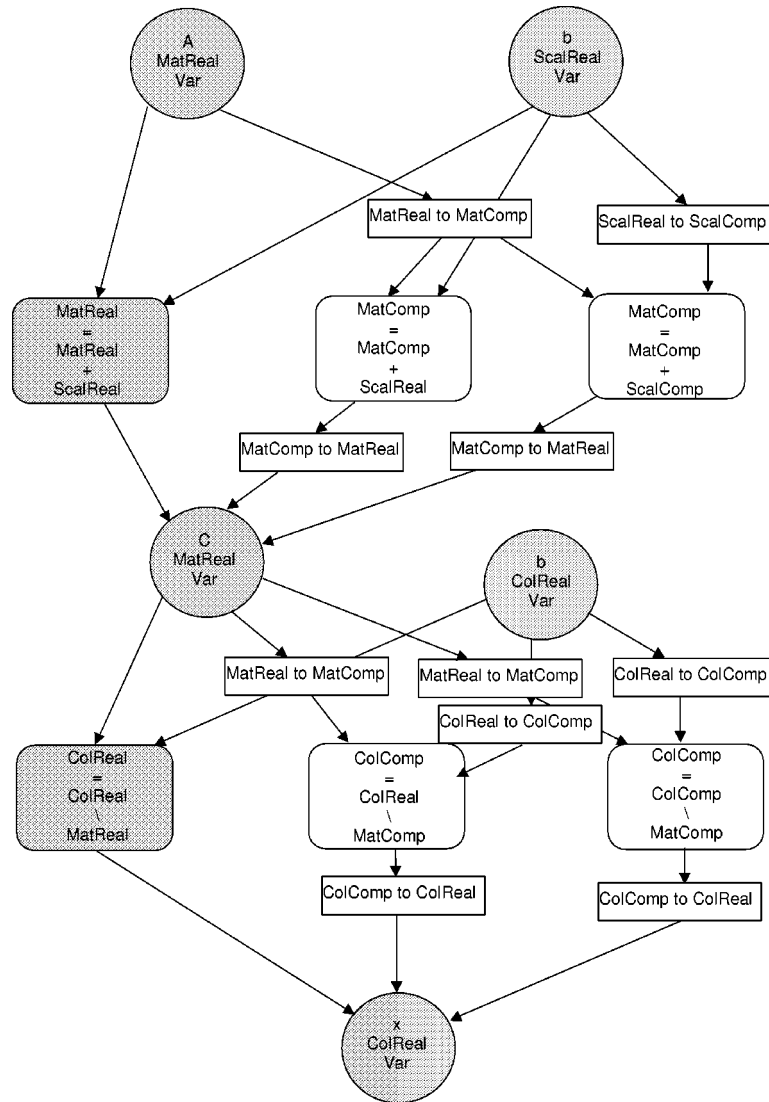 A
MatReal
Var
b
ScalReal
Var
MatReal to MatComp
ScalReal to ScalComp
MatReal
=
MatReal
+
ScalReal
MatComp
=
MatComp
+
ScalReal
MatComp
=
MatComp
+
ScalComp
MatComp to MatReal
MatComp to MatReal
C
MatReal
Var
b
ColReal
Var
MatReal to MatComp
MatReal to MatComp
ColReal to ColComp
ColReal to ColComp
ColReal
=
ColReal
\
MatReal
ColComp
=
ColReal
\
MatComp
ColComp
=
ColComp
\
MatComp
ColComp to ColReal
ColComp to ColReal
x
ColReal
Var